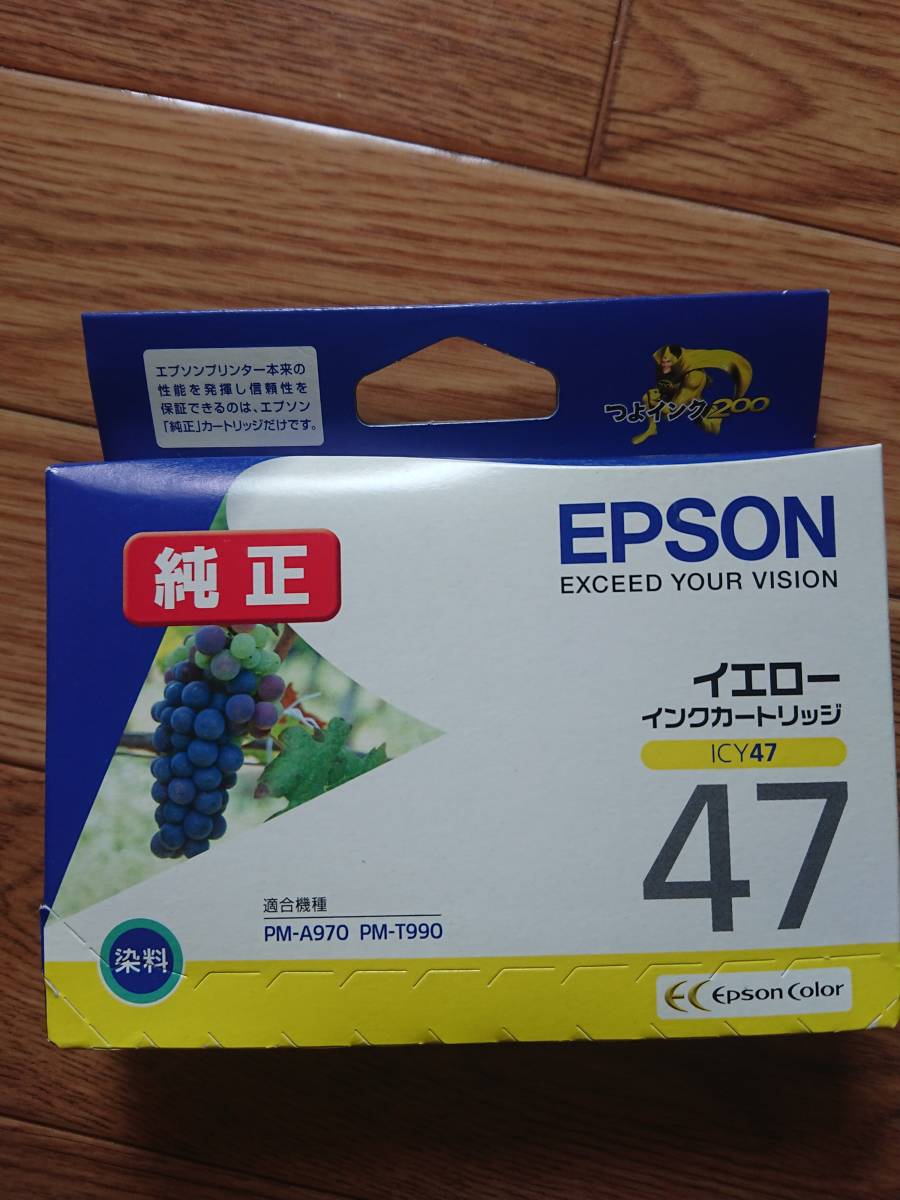 エプソンプリンター本来の
性能を発揮し信頼性を
保証できるのは、エプソン
「純正」カートリッジだけです。
つよインク200
純正
EPSON
EXCEED YOUR VISION
イエロー
インクカートリッジ
ICY47
47
適合機種
PM-A970 PM-T990
染料
EC Epson Color